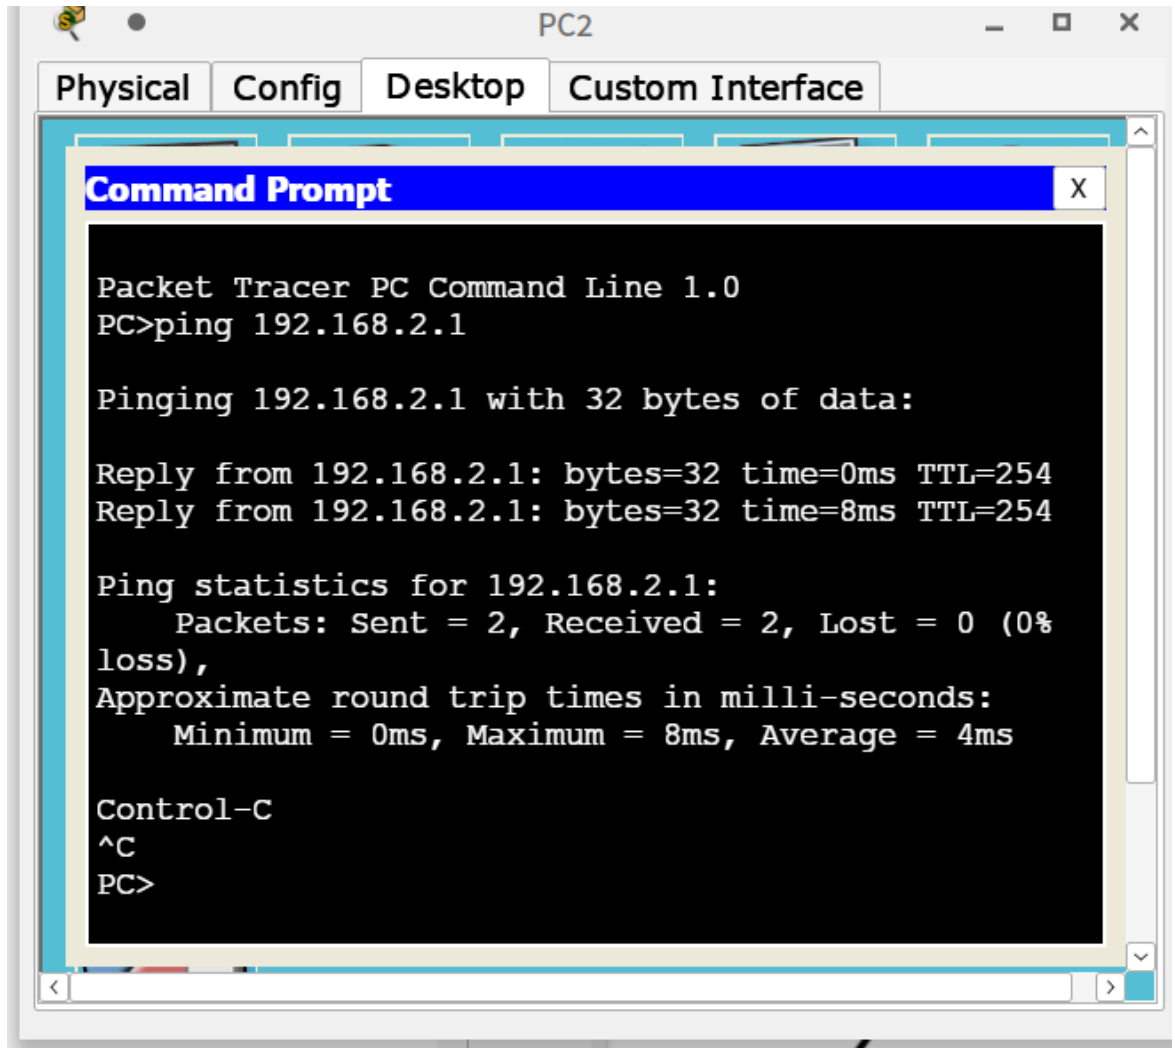 PC2
Physical Config Desktop Custom Interface
Command Prompt X
Packet Tracer PC Command Line 1.0
PC>ping 192.168.2.1
Pinging 192.168.2.1 with 32 bytes of data:
Reply from 192.168.2.1: bytes=32 time=0ms TTL=254
Reply from 192.168.2.1: bytes=32 time=8ms TTL=254
Ping statistics for 192.168.2.1:
Packets: Sent = 2, Received = 2, Lost = 0 (0%
loss),
Approximate round trip times in milli-seconds:
Minimum = 0ms, Maximum = 8ms, Average = 4ms
Control-C
^C
PC>